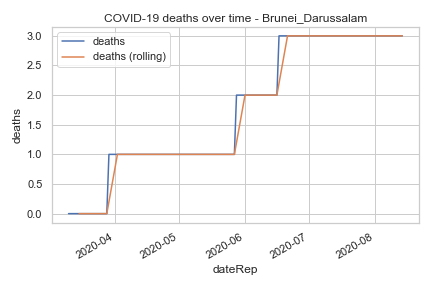 COVID-19 deaths over time - Brunei_Darussalam
deaths
deaths (rolling)
3.0
2.5
2.0
1.5
1.0
0.5
0.0
deaths
2020-04
2020-05
2020-06
2020-07
2020-08
dateRep